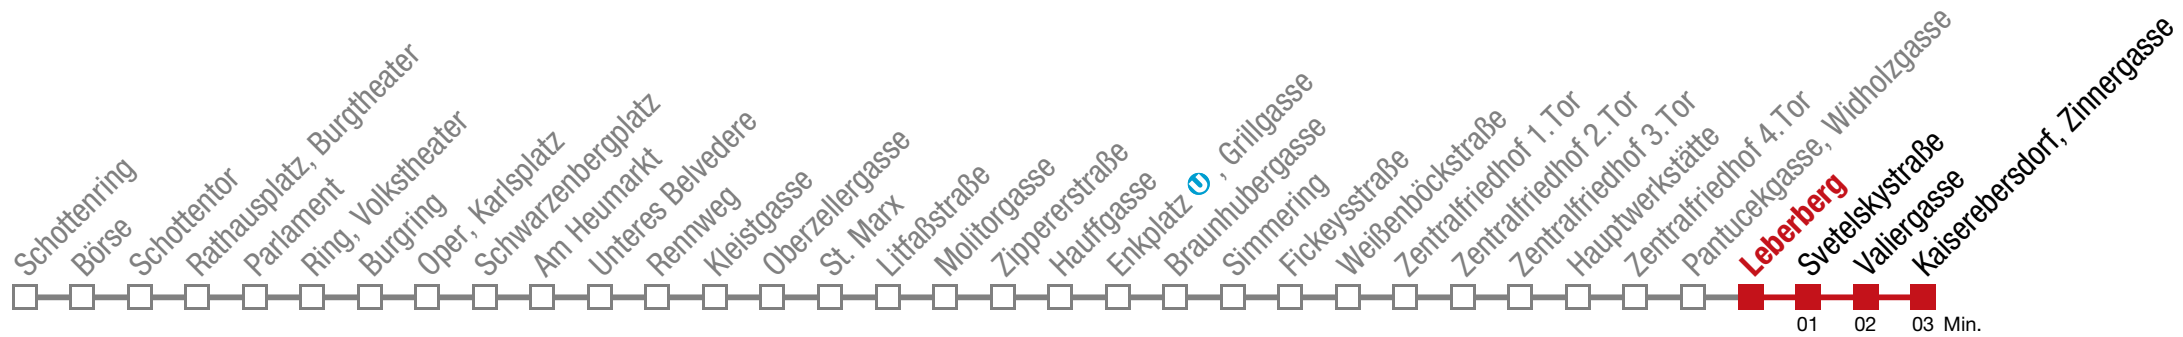 Schottenring
Börse
Schottentor
Rathausplatz, Burgtheater
Parlament
Ring, Volkstheater
Burgring
Oper, Karlsplatz
Schwarzenbergplatz
Am Heumarkt
Unteres Belvedere
Rennweg
Kleistgasse
Oberzellergasse
St. Marx
Litfaßstraße
Molitorgasse
Zippererstraße
Hauffgasse
Enkplatz U, Grillgasse
Braunhubergasse
Simmering
Fickeysstraße
Weißenböckstraße
Zentralfriedhof 1.Tor
Zentralfriedhof 2.Tor
Zentralfriedhof 3.Tor
Hauptwerkstätte
Zentralfriedhof 4.Tor
Pantucekgasse, Widholzgasse
Leberberg
Svetelskystraße
Valiergasse
Kaiserebersdorf, Zinnergasse
01 02 03 Min.